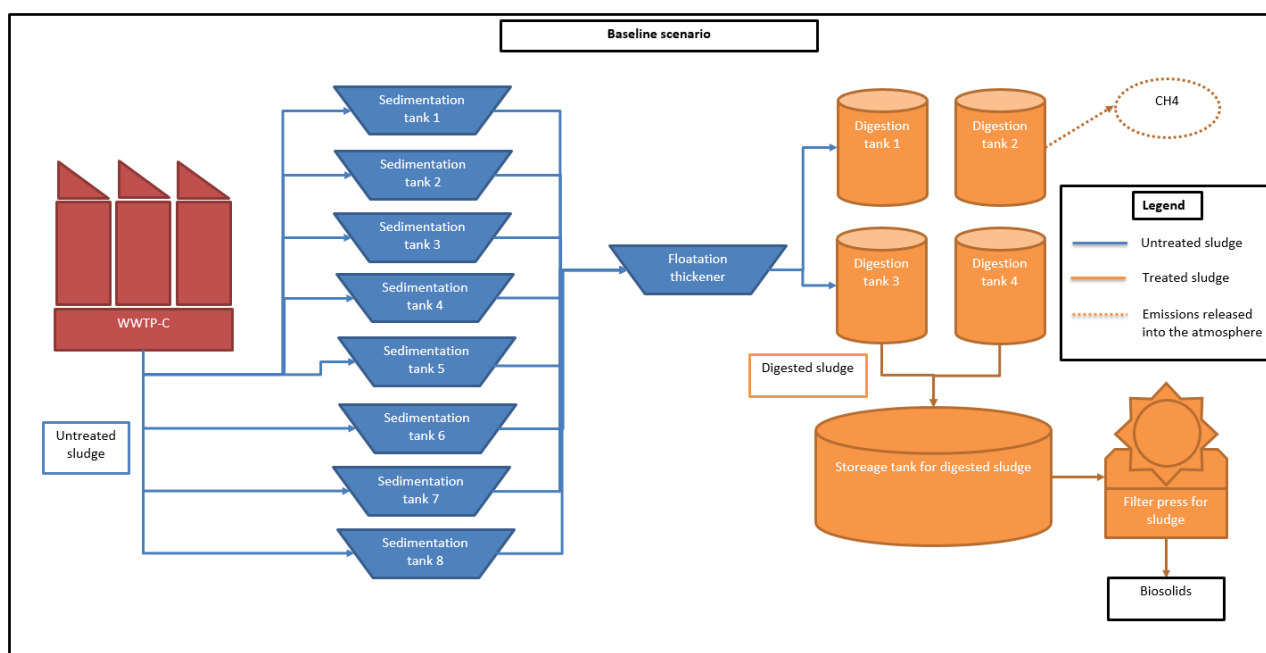 Baseline scenario
Sedimentation
tank 1
Sedimentation
tank 2
Sedimentation
tank 3
Sedimentation
tank 4
Sedimentation
tank 5
Sedimentation
tank 6
Sedimentation
tank 7
Sedimentation
tank 8
WWTP-C
Untreated
sludge
Floatation
thickener
Digestion
tank 1
Digestion
tank 2
Digestion
tank 3
Digestion
tank 4
CH4
Legend
Untreated sludge
Treated sludge
Emissions released
into the atmosphere
Digested sludge
Storeage tank for digested sludge
Filter press for
sludge
Biosolids